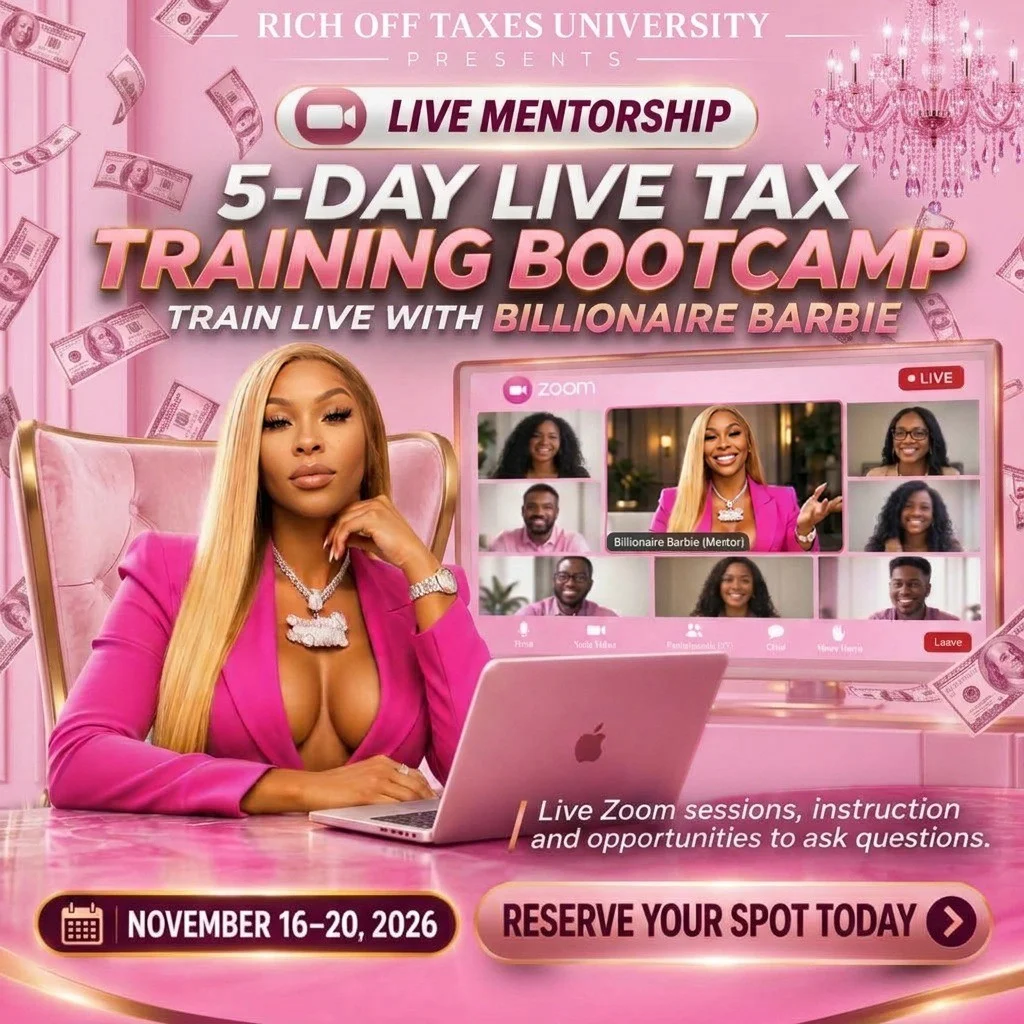 RICH OFF TAXES UNIVERSITY
PRESENTS
LIVE MENTORSHIP
5-DAY LIVE TAX
TRAINING BOOTCAMP
TRAIN LIVE WITH BILLIONAIRE BARBIE
zoom
LIVE
Billionaire Barbie (Mentor)
Leave
Live Zoom sessions, instruction
and opportunities to ask questions.
NOVEMBER 16–20, 2026
RESERVE YOUR SPOT TODAY